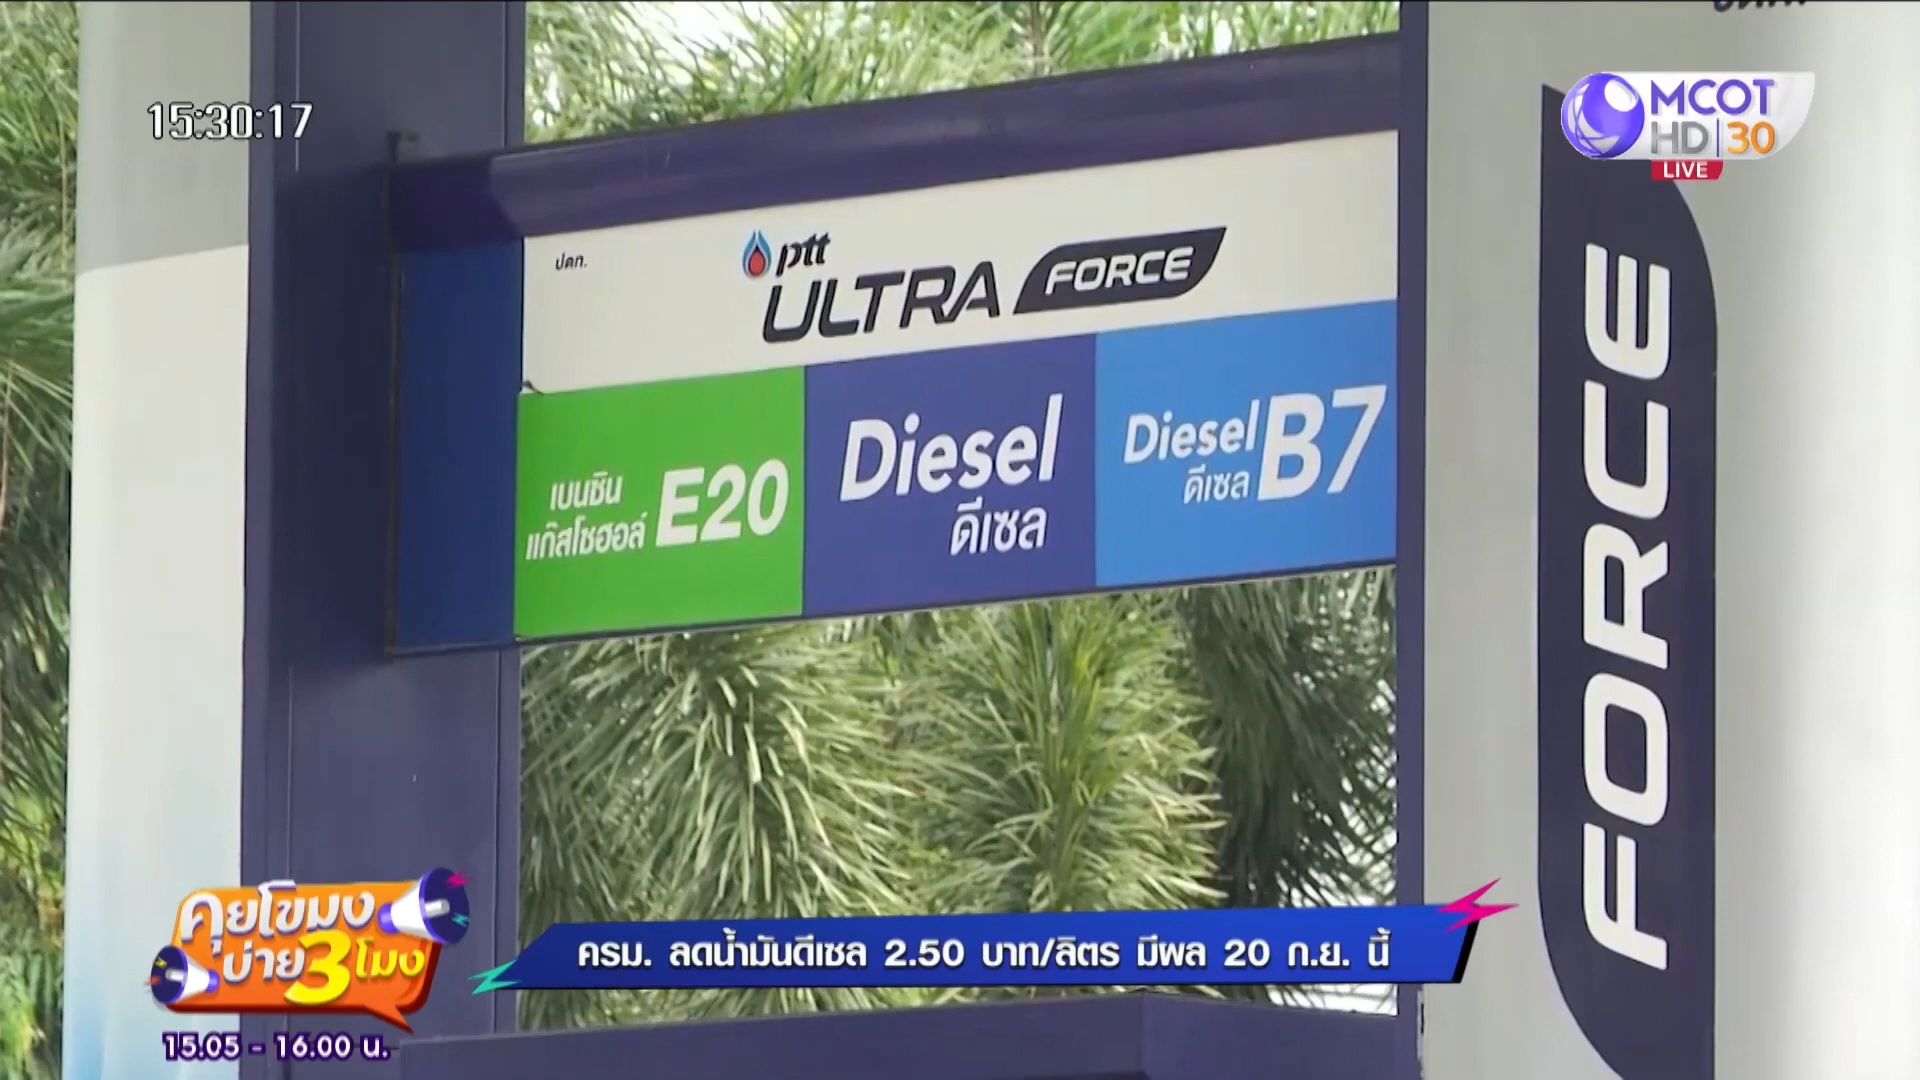 15:30:17
MCOT
HD 30
LIVE
ปตท.
ptt
ULTRA FORCE
เบนซิน
แก๊สโซฮอล์ E20
Diesel
ดีเซล
Diesel
ดีเซล B7
FORCE
คุยโขมง
บ่าย 3 โมง
15.05 - 16.00 น.
ครม. ลดน้ำมันดีเซล 2.50 บาท/ลิตร มีผล 20 ก.ย. นี้